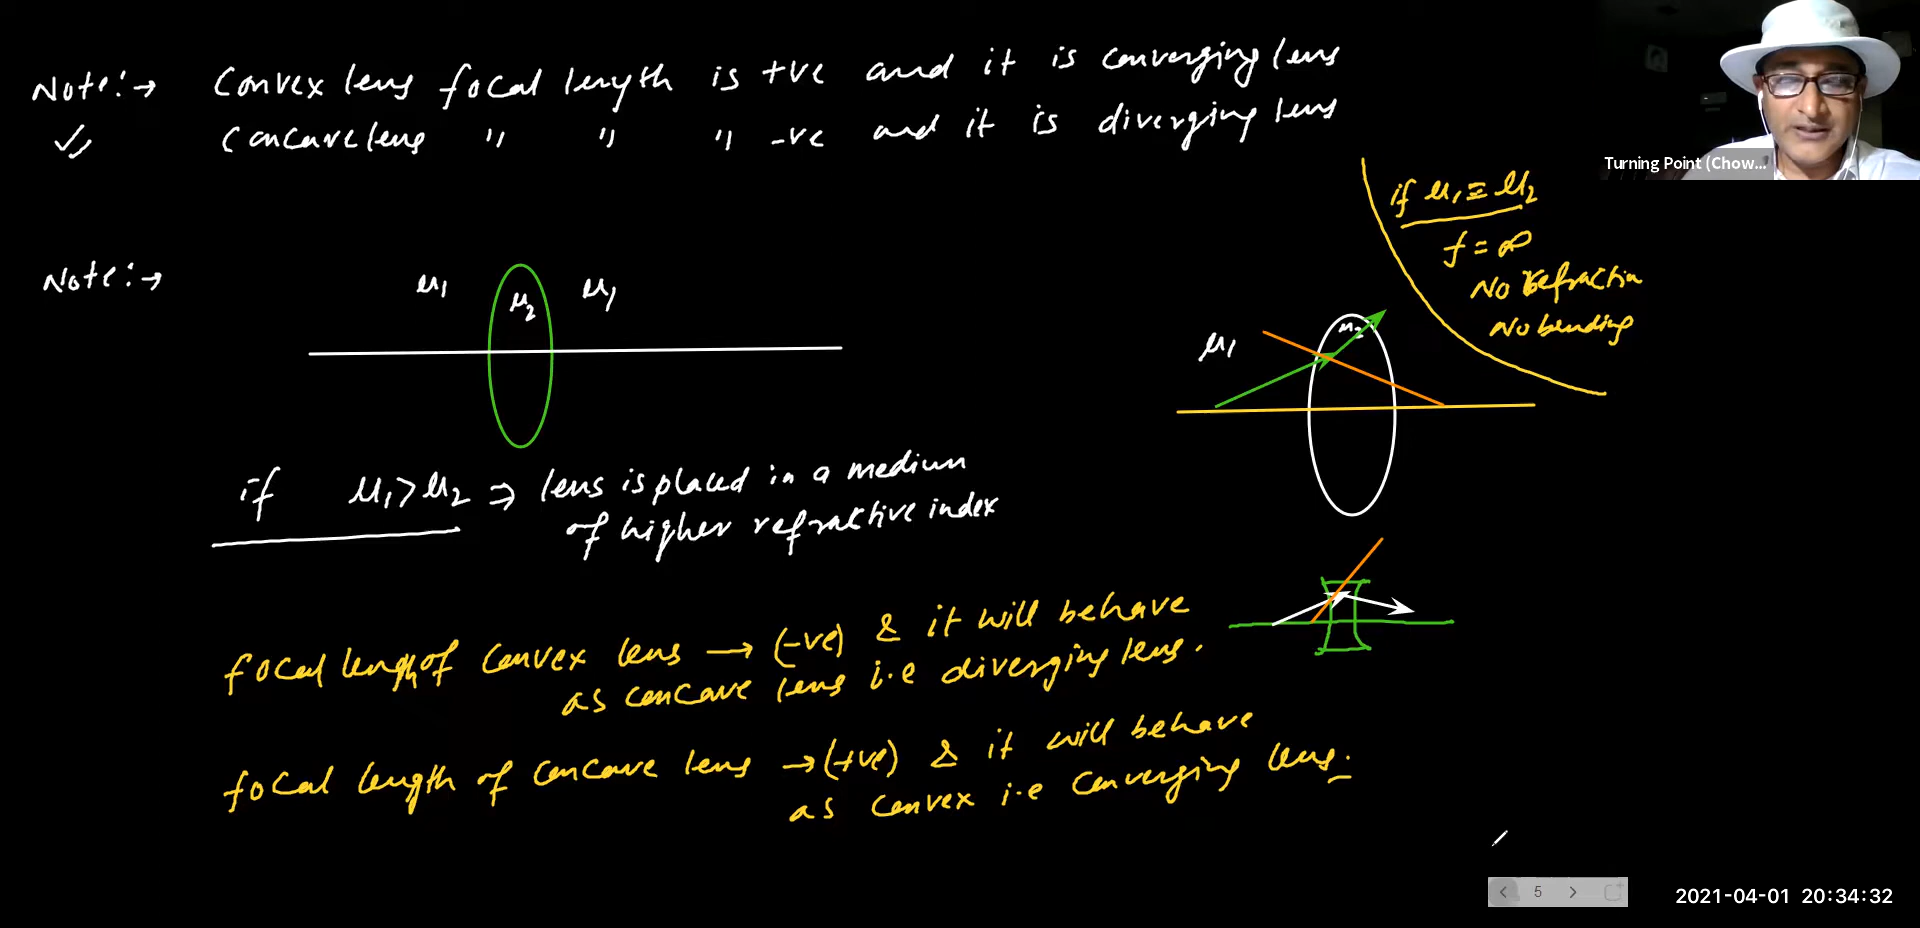 Note:→ Convex lens focal length is +ve and it is converging lens
Concave lens " " " -ve and it is diverging lens
Turning Point (Chow...
if μ₁ = μ₂
f = ∞
No refraction
No bending
Note:→
μ₁ μ₂ μ₁
μ₁ μ₂
if μ₁ > μ₂ ⇒ lens is placed in a medium
of higher refractive index
focal length of convex lens → (-ve) & it will behave
as concave lens i.e diverging lens.
focal length of concave lens → (+ve) & it will behave
as convex i.e converging lens.
5
2021-04-01 20:34:32